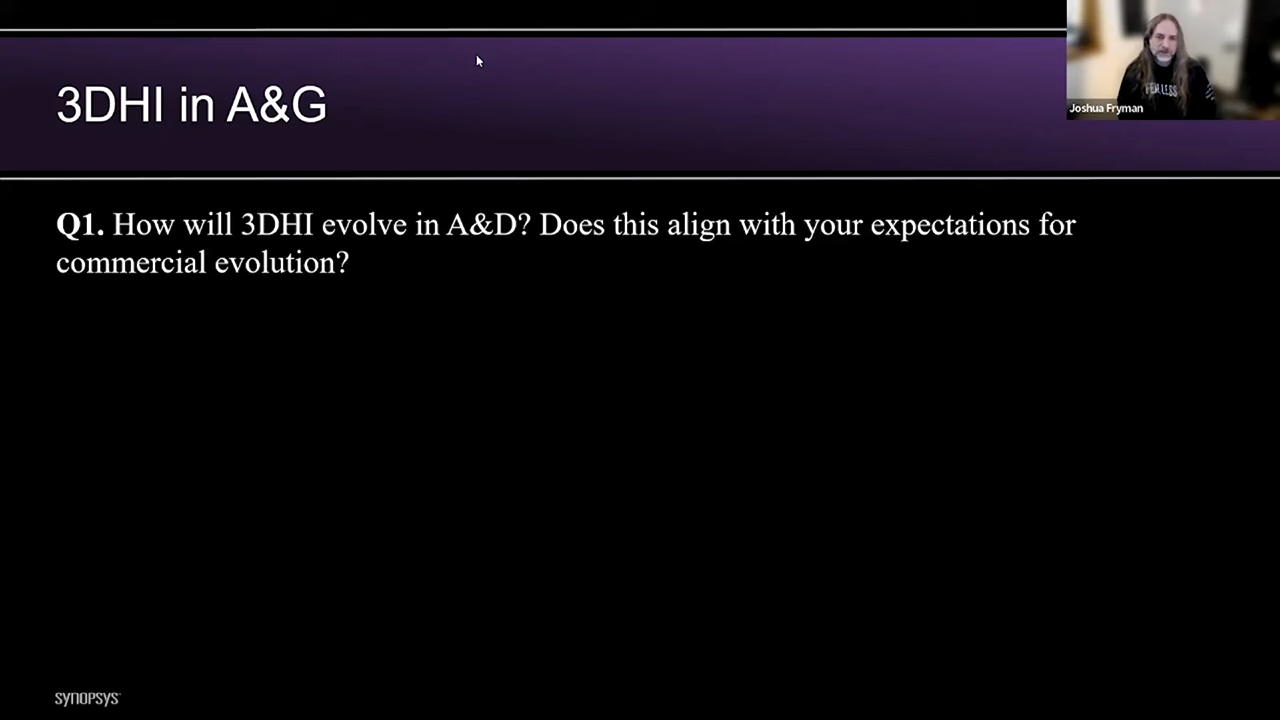 3DHI in A&G
Joshua Fryman
Q1. How will 3DHI evolve in A&D? Does this align with your expectations for
commercial evolution?
SYNOPSYS